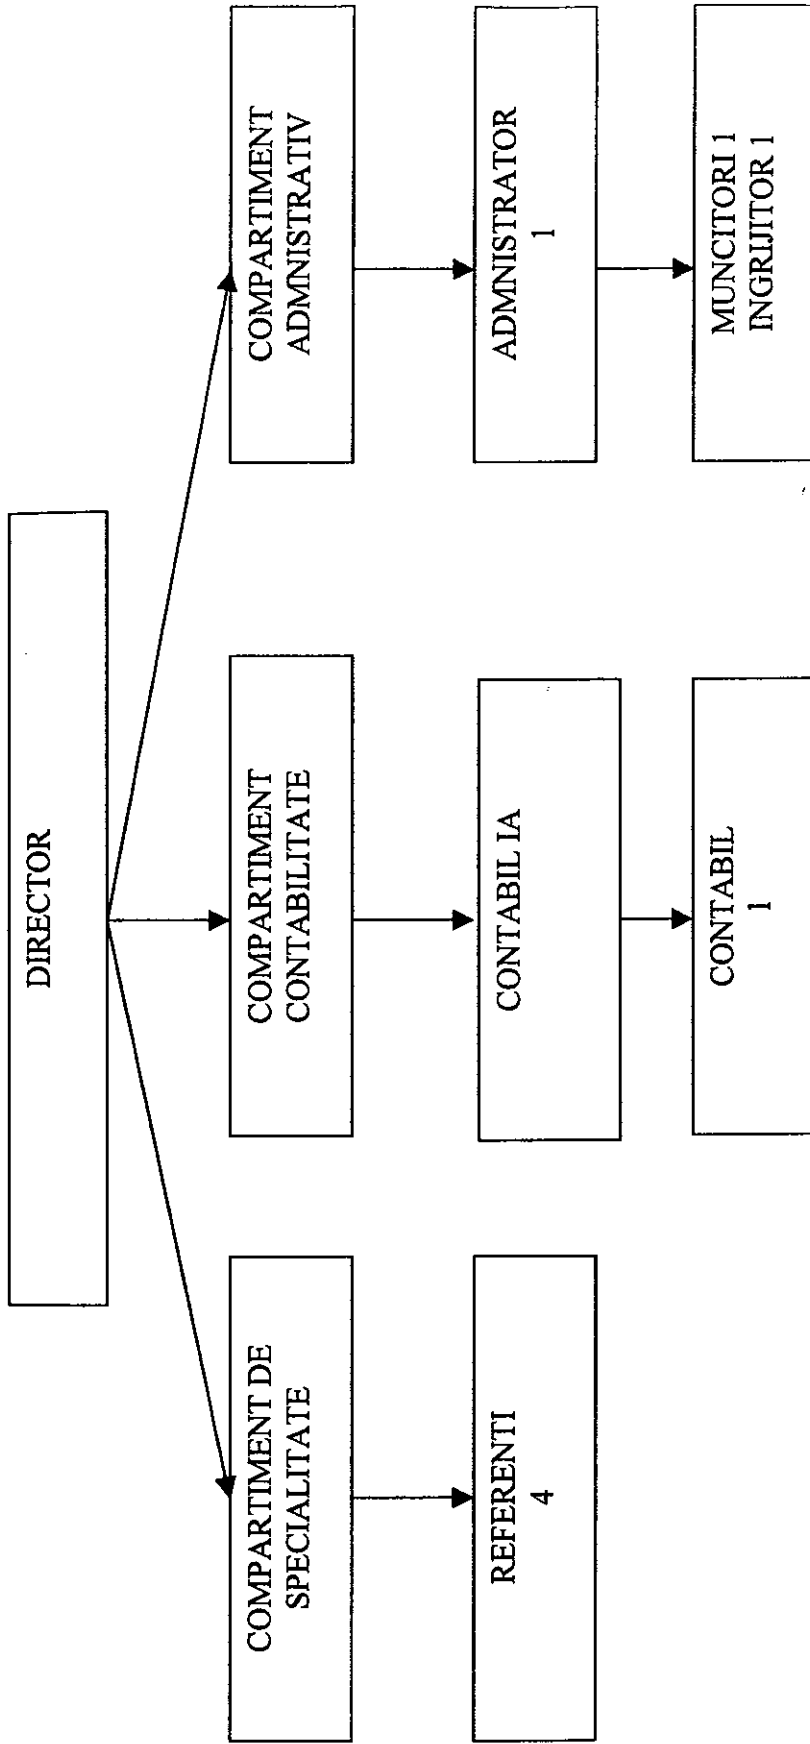 DIRECTOR
COMPARTIMENT DE
SPECIALITATE
COMPARTIMENT
CONTABILITATE
COMPARTIMENT
ADMNISTRATIV
REFERENTI
4
CONTABIL IA
ADMNISTRATOR
1
CONTABIL
1
MUNCITORI 1
INGRIJITOR 1